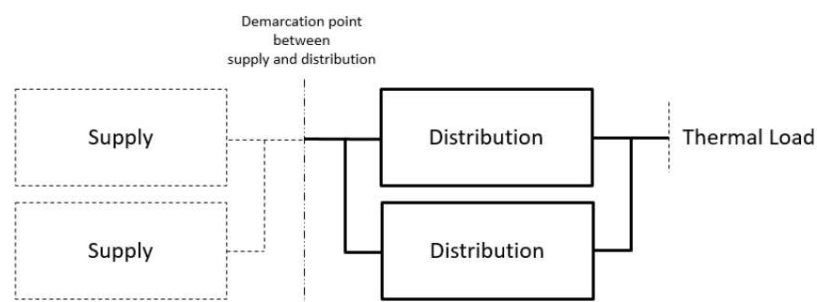 Demarcation point
between
supply and distribution
Supply
Distribution
Thermal Load
Supply
Distribution